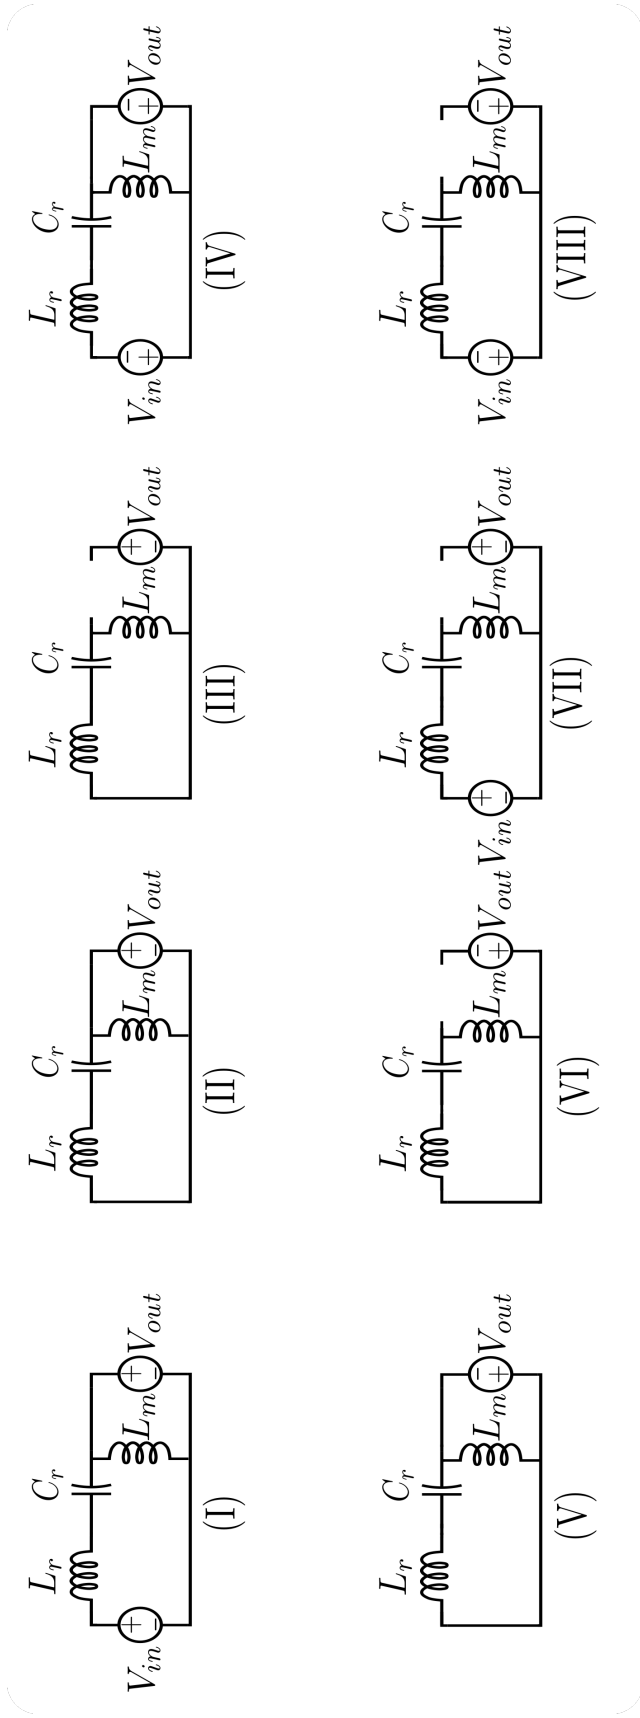 Lr Cr
Vin + − Lm + − Vout
(I)
Lr Cr
Lm + − Vout
(II)
Lr Cr
Lm + − Vout
(III)
Lr Cr
Vin − + Lm − + Vout
(IV)
Lr Cr
Lm − + Vout
(V)
Lr Cr
Lm − + Vout
(VI)
Lr Cr
Vin + − Lm + − Vout
(VII)
Lr Cr
Vin − + Lm − + Vout
(VIII)